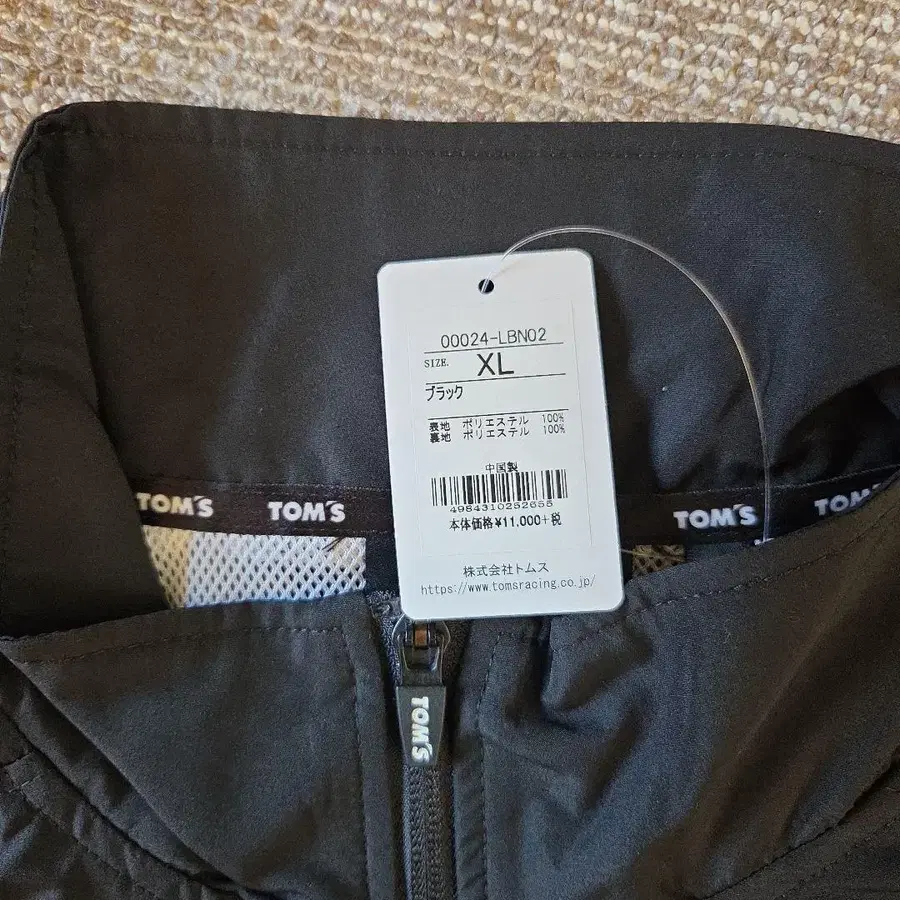 00024-LBN02
SIZE. XL
ブラック
表地 ポリエステル 100%
裏地 ポリエステル 100%
中国製
4984310252655
本体価格¥11,000+税
株式会社トムス
https://www.tomsracing.co.jp/
TOM'S TOM'S TOM'S TOM'S
TOM'S